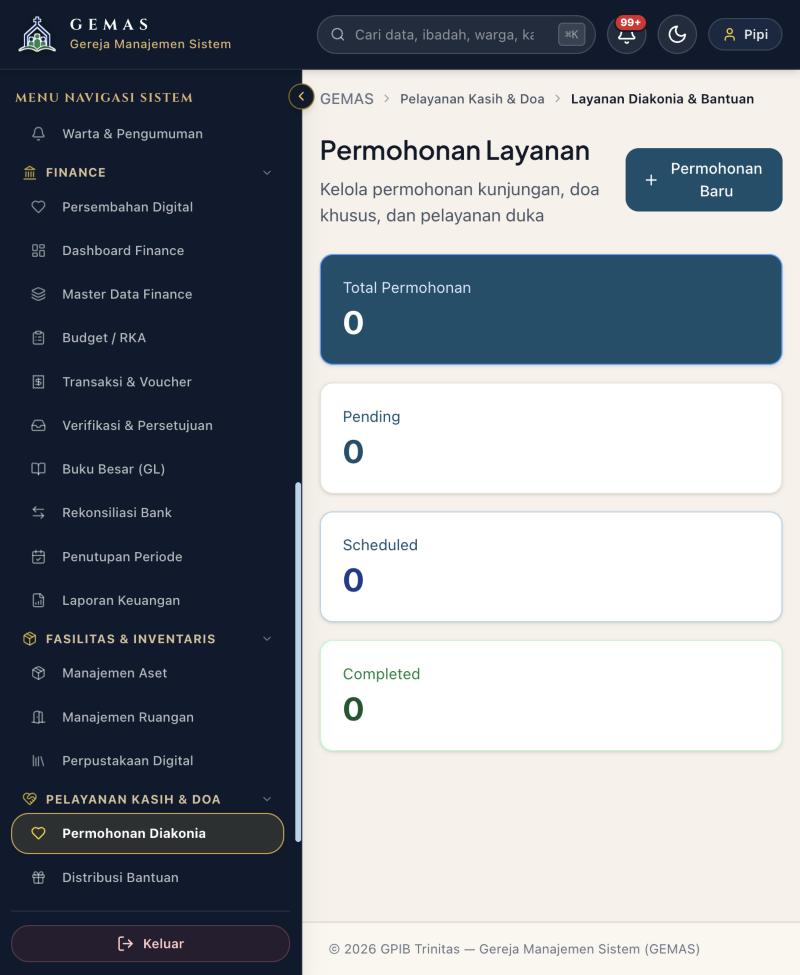 GEMAS
Gereja Manajemen Sistem
Cari data, ibadah, warga, ka
⌘K
99+
Pipi
MENU NAVIGASI SISTEM
Warta & Pengumuman
FINANCE
Persembahan Digital
Dashboard Finance
Master Data Finance
Budget / RKA
Transaksi & Voucher
Verifikasi & Persetujuan
Buku Besar (GL)
Rekonsiliasi Bank
Penutupan Periode
Laporan Keuangan
FASILITAS & INVENTARIS
Manajemen Aset
Manajemen Ruangan
Perpustakaan Digital
PELAYANAN KASIH & DOA
Permohonan Diakonia
Distribusi Bantuan
Keluar
GEMAS > Pelayanan Kasih & Doa > Layanan Diakonia & Bantuan
Permohonan Layanan
Kelola permohonan kunjungan, doa
khusus, dan pelayanan duka
+ Permohonan
Baru
Total Permohonan
0
Pending
0
Scheduled
0
Completed
0
© 2026 GPIB Trinitas — Gereja Manajemen Sistem (GEMAS)